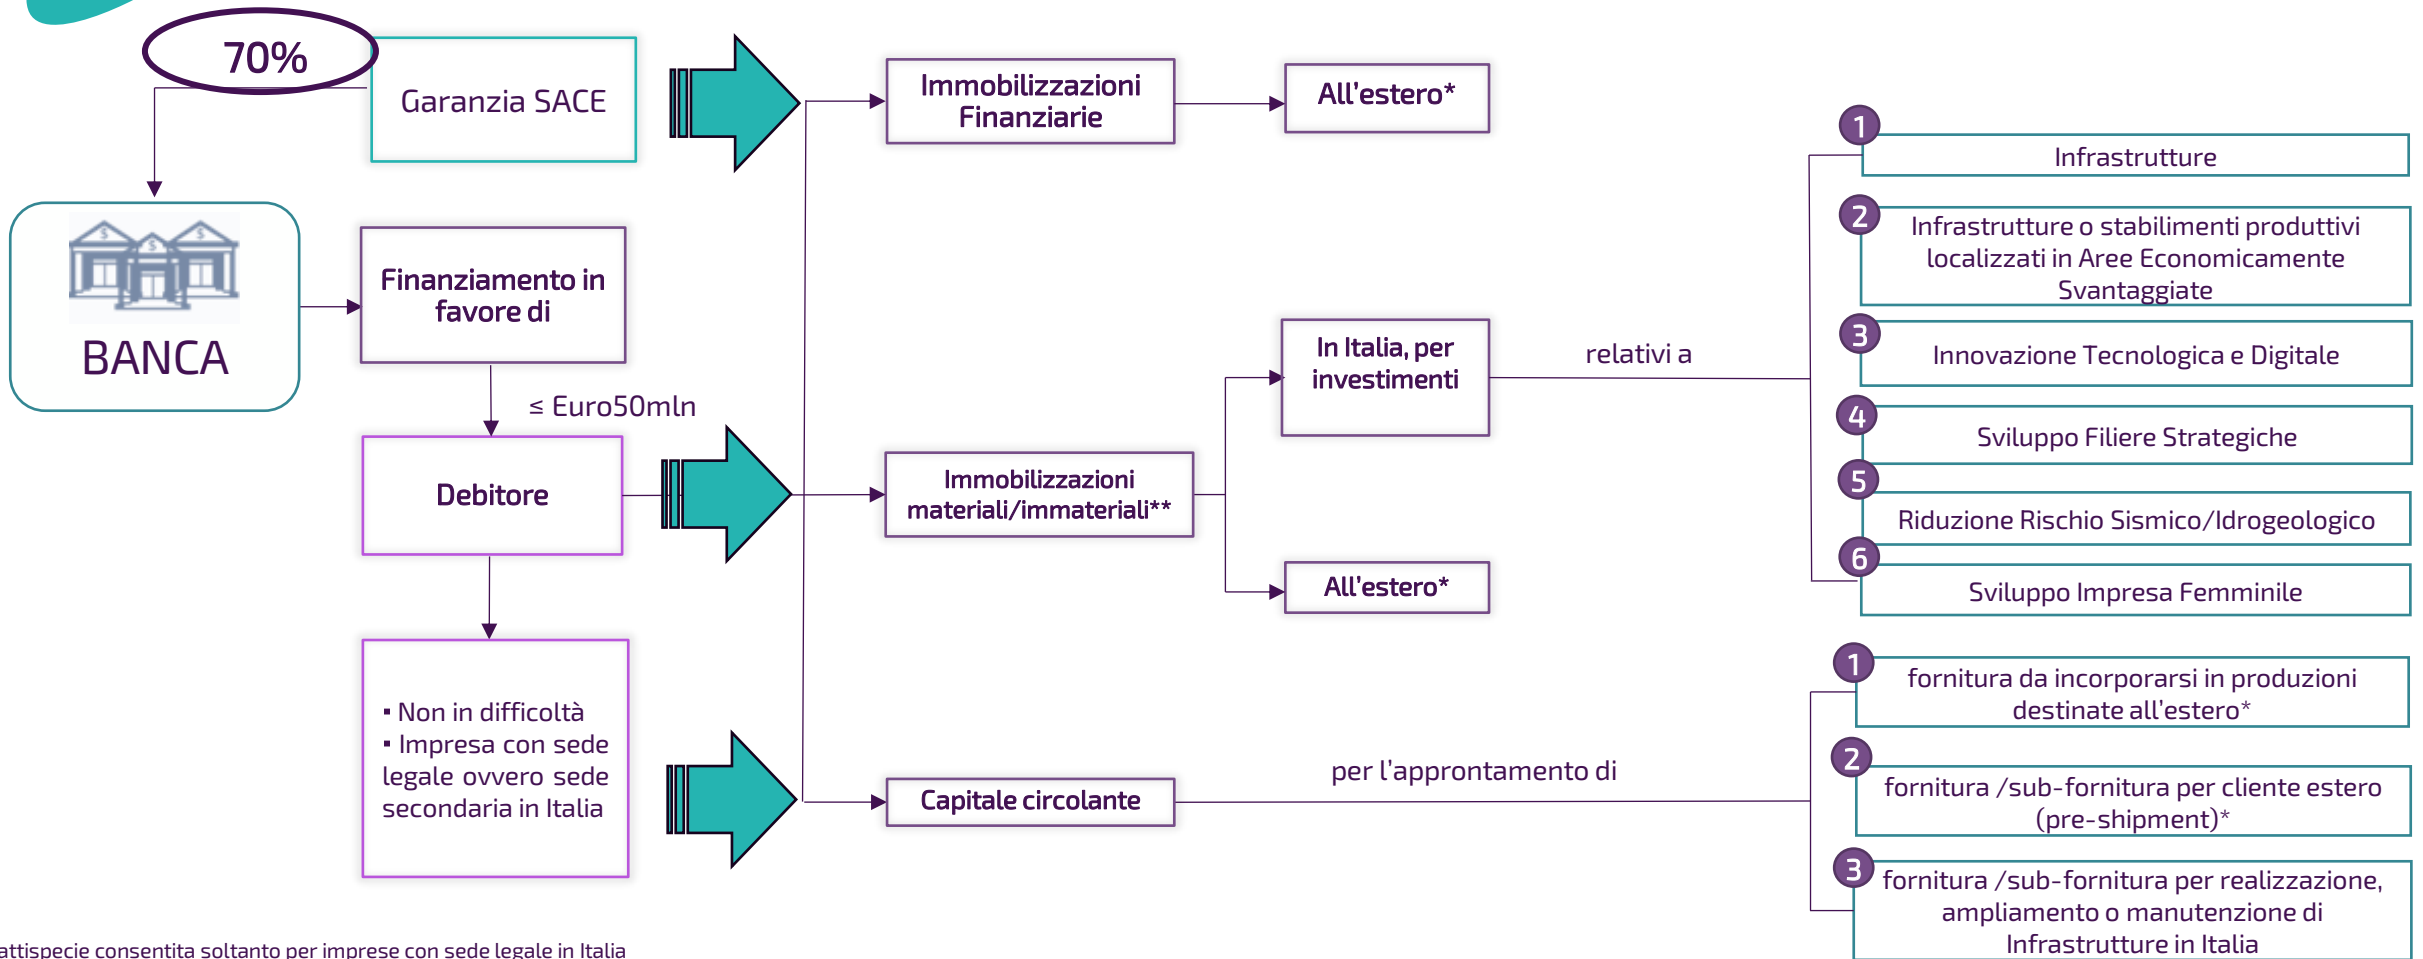 70%
Garanzia SACE
BANCA
Finanziamento in
favore di
≤ Euro50mln
Debitore
▪ Non in difficoltà
▪ Impresa con sede
legale ovvero sede
secondaria in Italia
Immobilizzazioni
Finanziarie
All'estero*
Immobilizzazioni
materiali/immateriali**
In Italia, per
investimenti
relativi a
All'estero*
1
Infrastrutture
2
Infrastrutture o stabilimenti produttivi
localizzati in Aree Economicamente
Svantaggiate
3
Innovazione Tecnologica e Digitale
4
Sviluppo Filiere Strategiche
5
Riduzione Rischio Sismico/Idrogeologico
6
Sviluppo Impresa Femminile
Capitale circolante
per l'approntamento di
1
fornitura da incorporarsi in produzioni
destinate all'estero*
2
fornitura /sub-fornitura per cliente estero
(pre-shipment)*
3
fornitura /sub-fornitura per realizzazione,
ampliamento o manutenzione di
Infrastrutture in Italia
attispecie consentita soltanto per imprese con sede legale in Italia